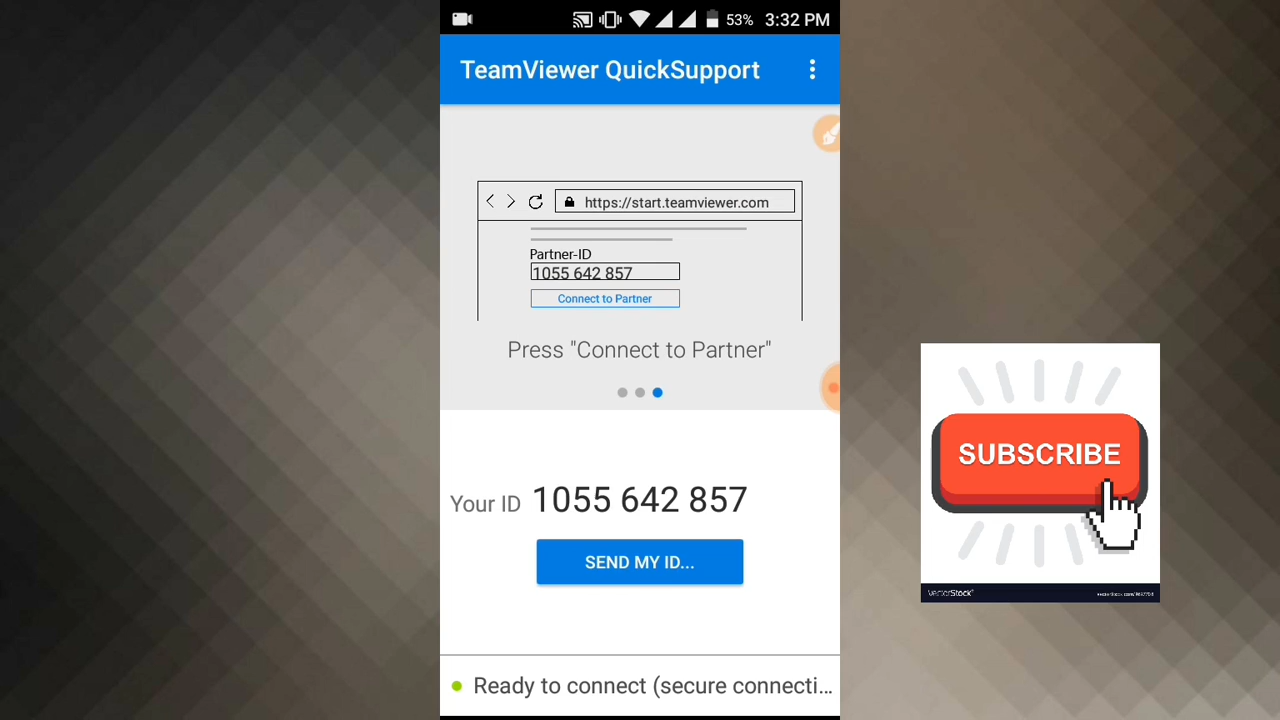 53% 3:32 PM
TeamViewer QuickSupport
https://start.teamviewer.com
Partner-ID
1055 642 857
Connect to Partner
Press "Connect to Partner"
Your ID 1055 642 857
SEND MY ID...
Ready to connect (secure connecti...
SUBSCRIBE
VectorStock